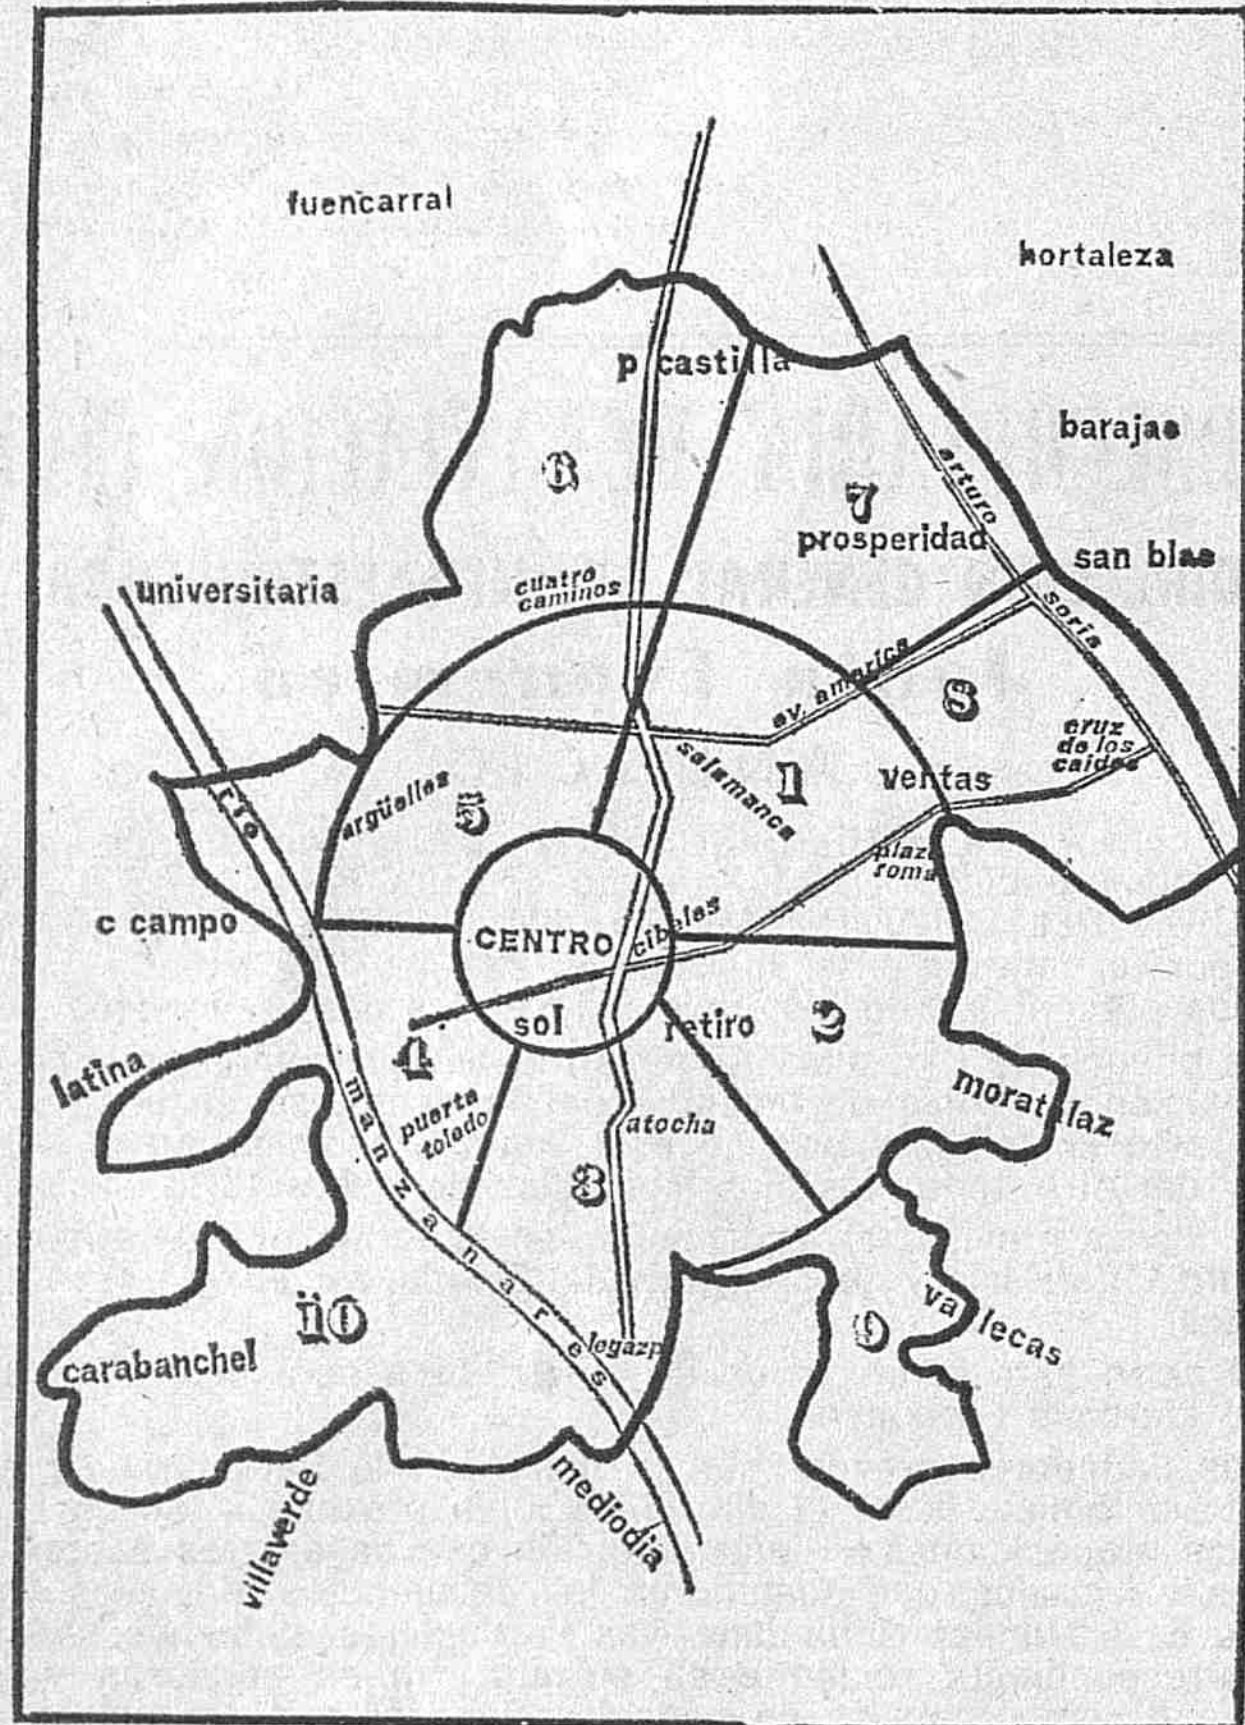 fuencarral
hortaleza
p castilla
barajas
6
7
arturo
prosperidad
san blas
cuatro
caminos
universitaria
soria
av. america
8
cruz
de los
caidos
salamanca
1
ventas
argüelles
5
rio
plaza
roma
c campo
CENTRO
cibeles
sol
retiro
2
4
latina
manzanares
moratalaz
puerta
toledo
atocha
3
vallecas
10
9
legazp
carabanchel
villaverde
mediodia